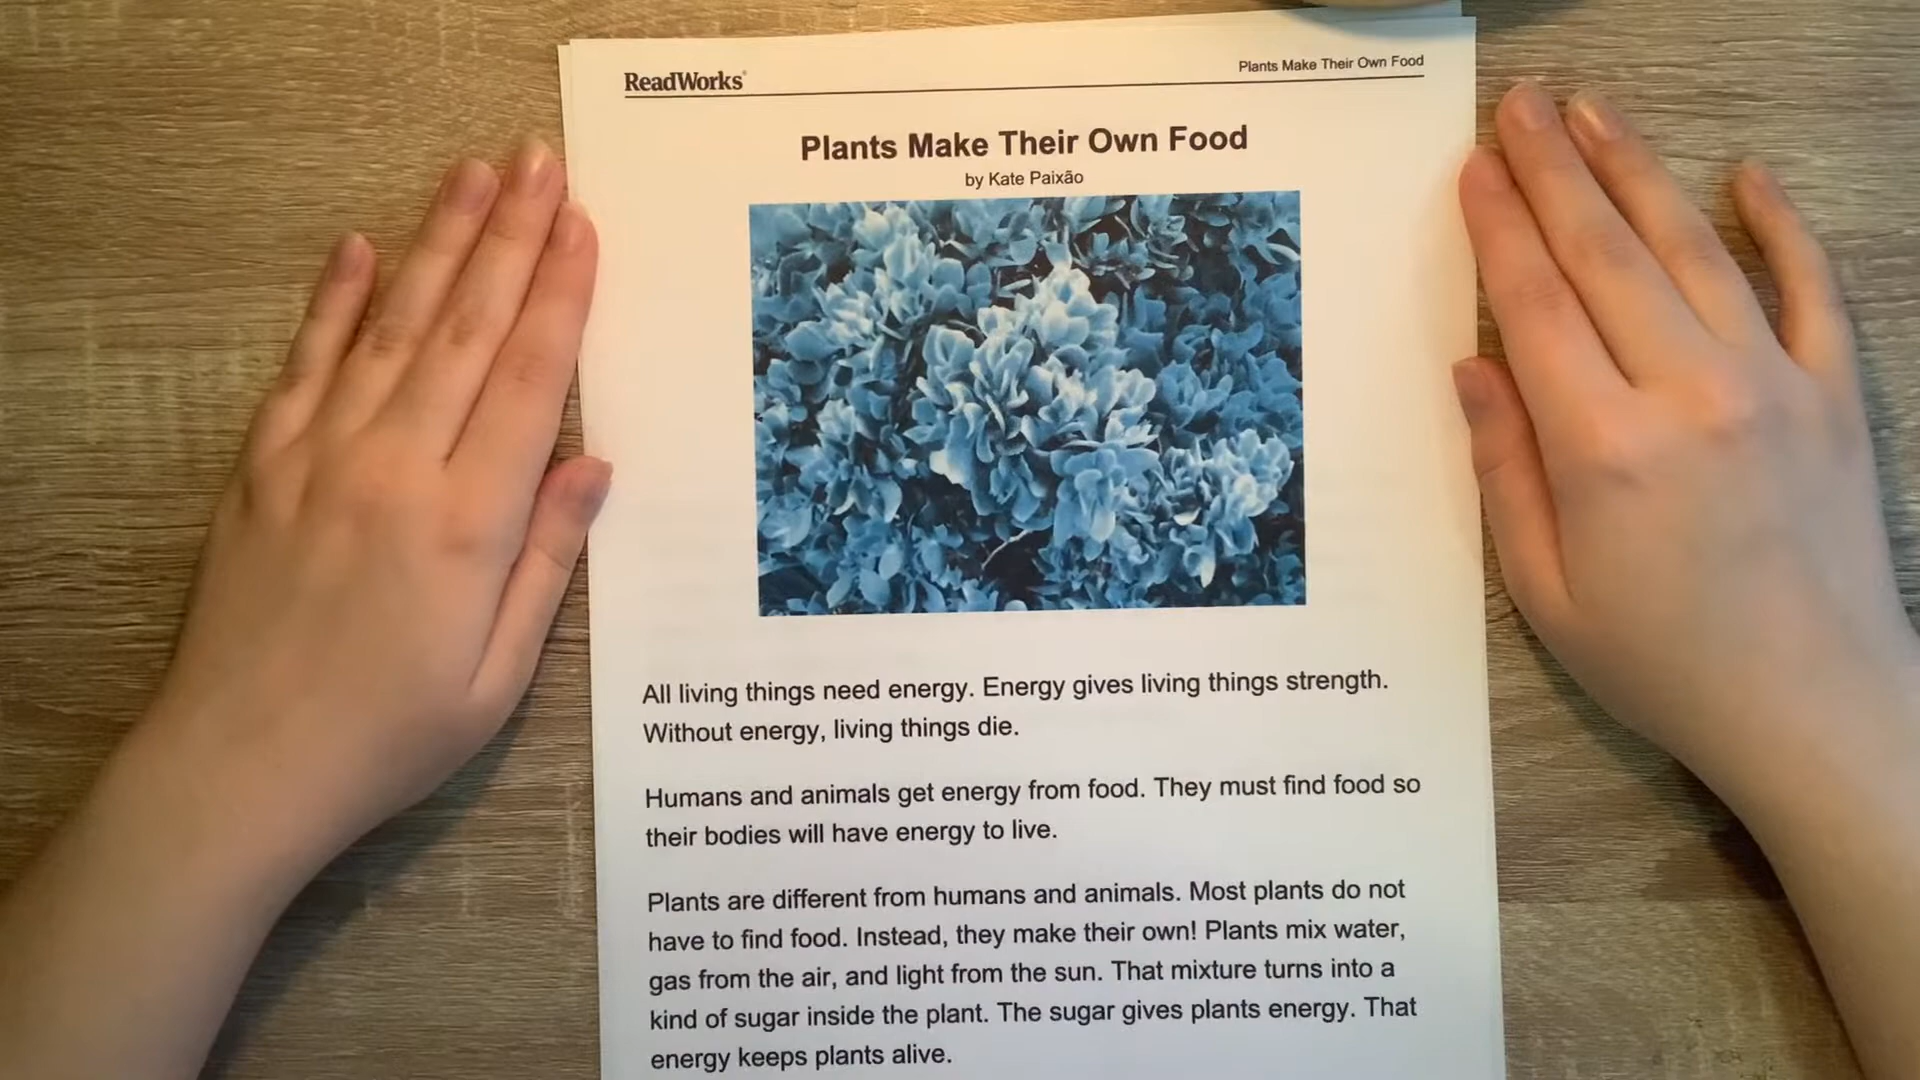 ReadWorks®
Plants Make Their Own Food
Plants Make Their Own Food
by Kate Paixão
All living things need energy. Energy gives living things strength.
Without energy, living things die.
Humans and animals get energy from food. They must find food so
their bodies will have energy to live.
Plants are different from humans and animals. Most plants do not
have to find food. Instead, they make their own! Plants mix water,
gas from the air, and light from the sun. That mixture turns into a
kind of sugar inside the plant. The sugar gives plants energy. That
energy keeps plants alive.